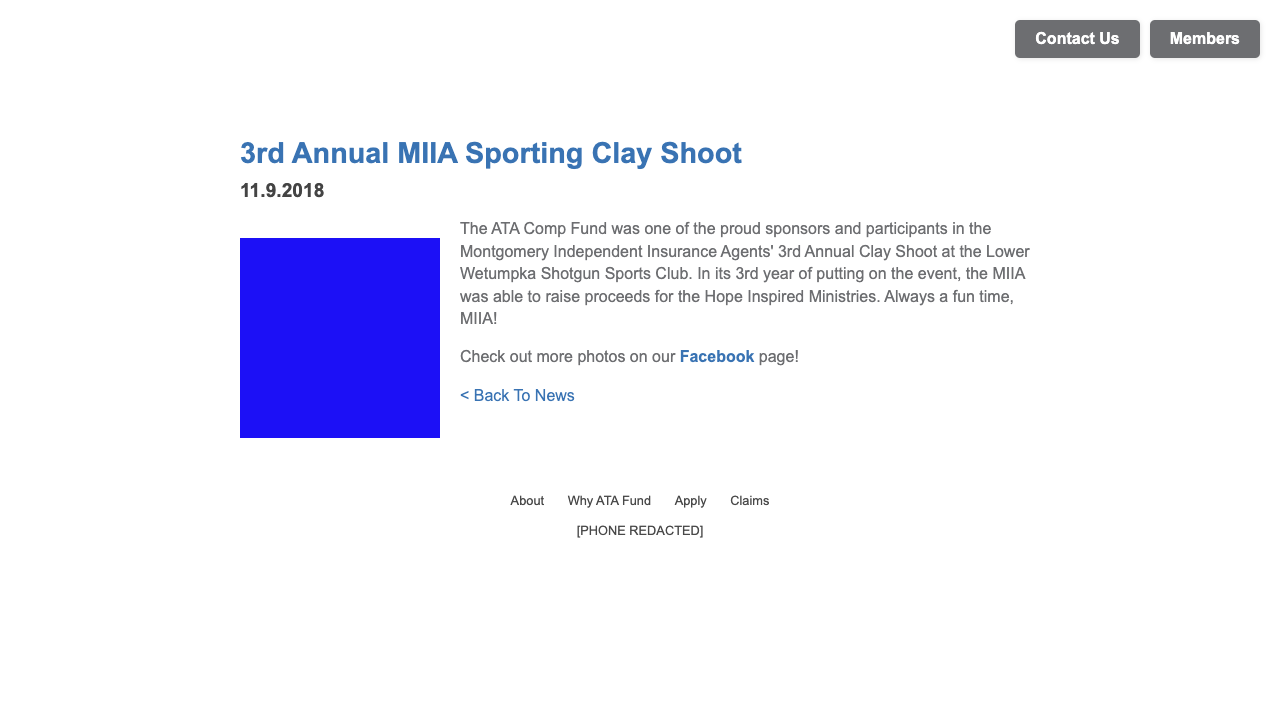 Contact Us
Members
3rd Annual MIIA Sporting Clay Shoot
11.9.2018
The ATA Comp Fund was one of the proud sponsors and participants in the
Montgomery Independent Insurance Agents' 3rd Annual Clay Shoot at the Lower
Wetumpka Shotgun Sports Club. In its 3rd year of putting on the event, the MIIA
was able to raise proceeds for the Hope Inspired Ministries. Always a fun time,
MIIA!
Check out more photos on our Facebook page!
< Back To News
About Why ATA Fund Apply Claims
[PHONE REDACTED]